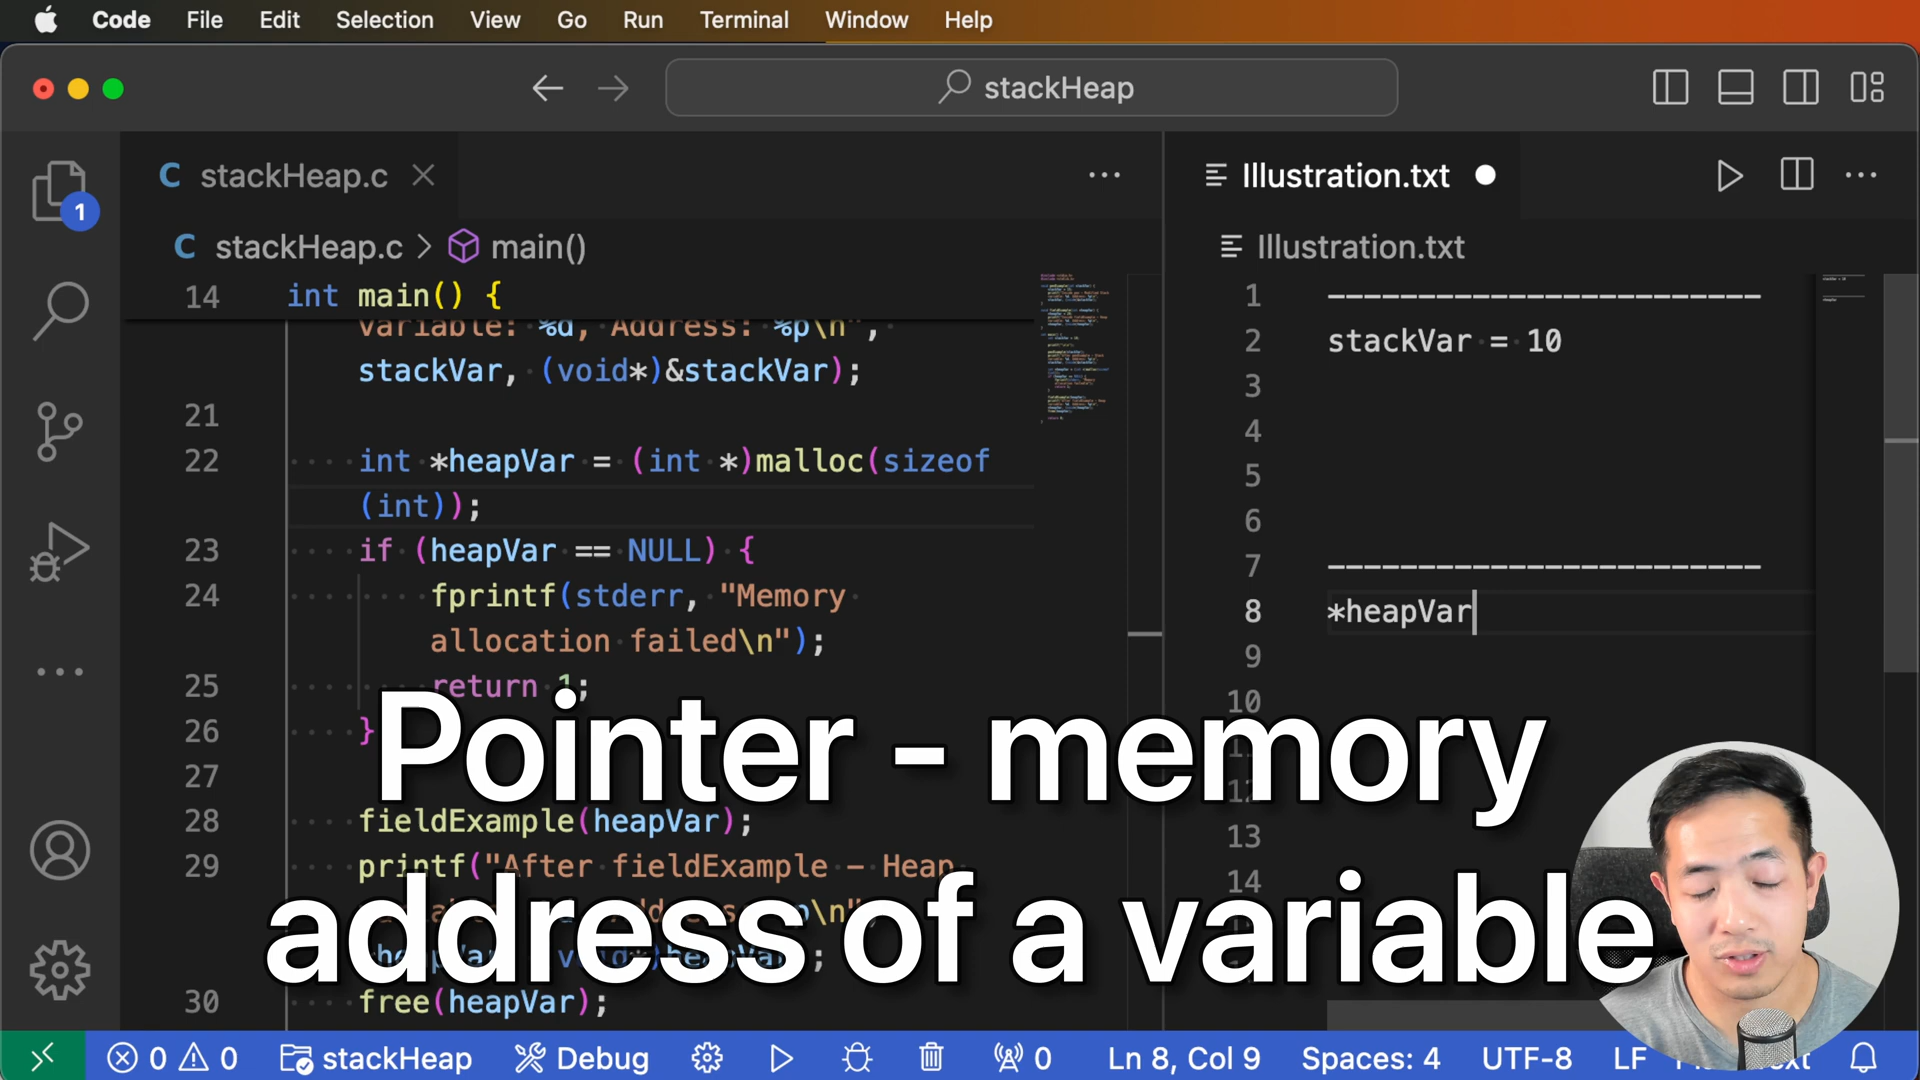 Code File Edit Selection View Go Run Terminal Window Help
stackHeap
C stackHeap.c
Illustration.txt
1
C stackHeap.c > main()
Illustration.txt
14 int main() {
variable: %d, Address: %p\n",
stackVar, (void*)&stackVar);
21
22 int *heapVar = (int *)malloc(sizeof
(int));
23 if (heapVar == NULL) {
24 fprintf(stderr, "Memory
allocation failed\n");
25 return 1;
26 }
27
28 fieldExample(heapVar);
29 printf("After fieldExample – Heap
30 free(heapVar);
1 ------------------------
2 stackVar = 10
3
4
5
6
7 ------------------------
8 *heapVar
9
10
13
14
Pointer - memory
address of a variable
0 0 stackHeap Debug 0 Ln 8, Col 9 Spaces: 4 UTF-8 LF